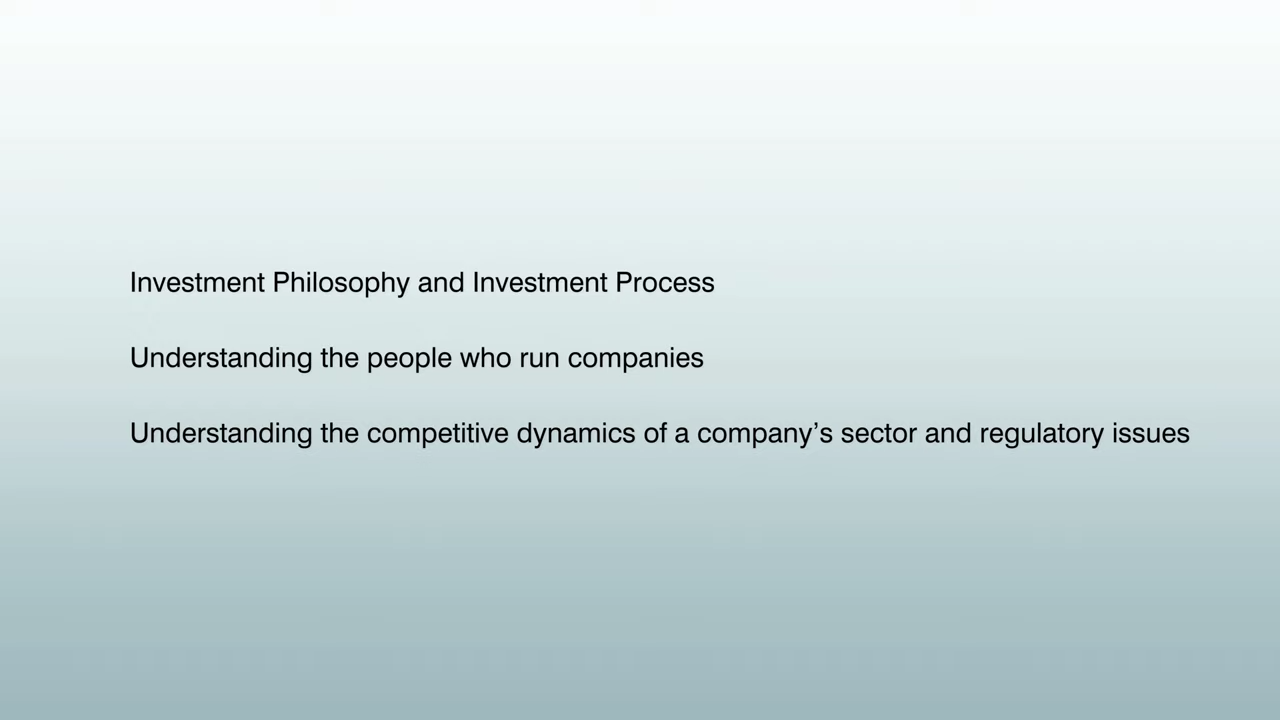 Investment Philosophy and Investment Process
Understanding the people who run companies
Understanding the competitive dynamics of a company’s sector and regulatory issues